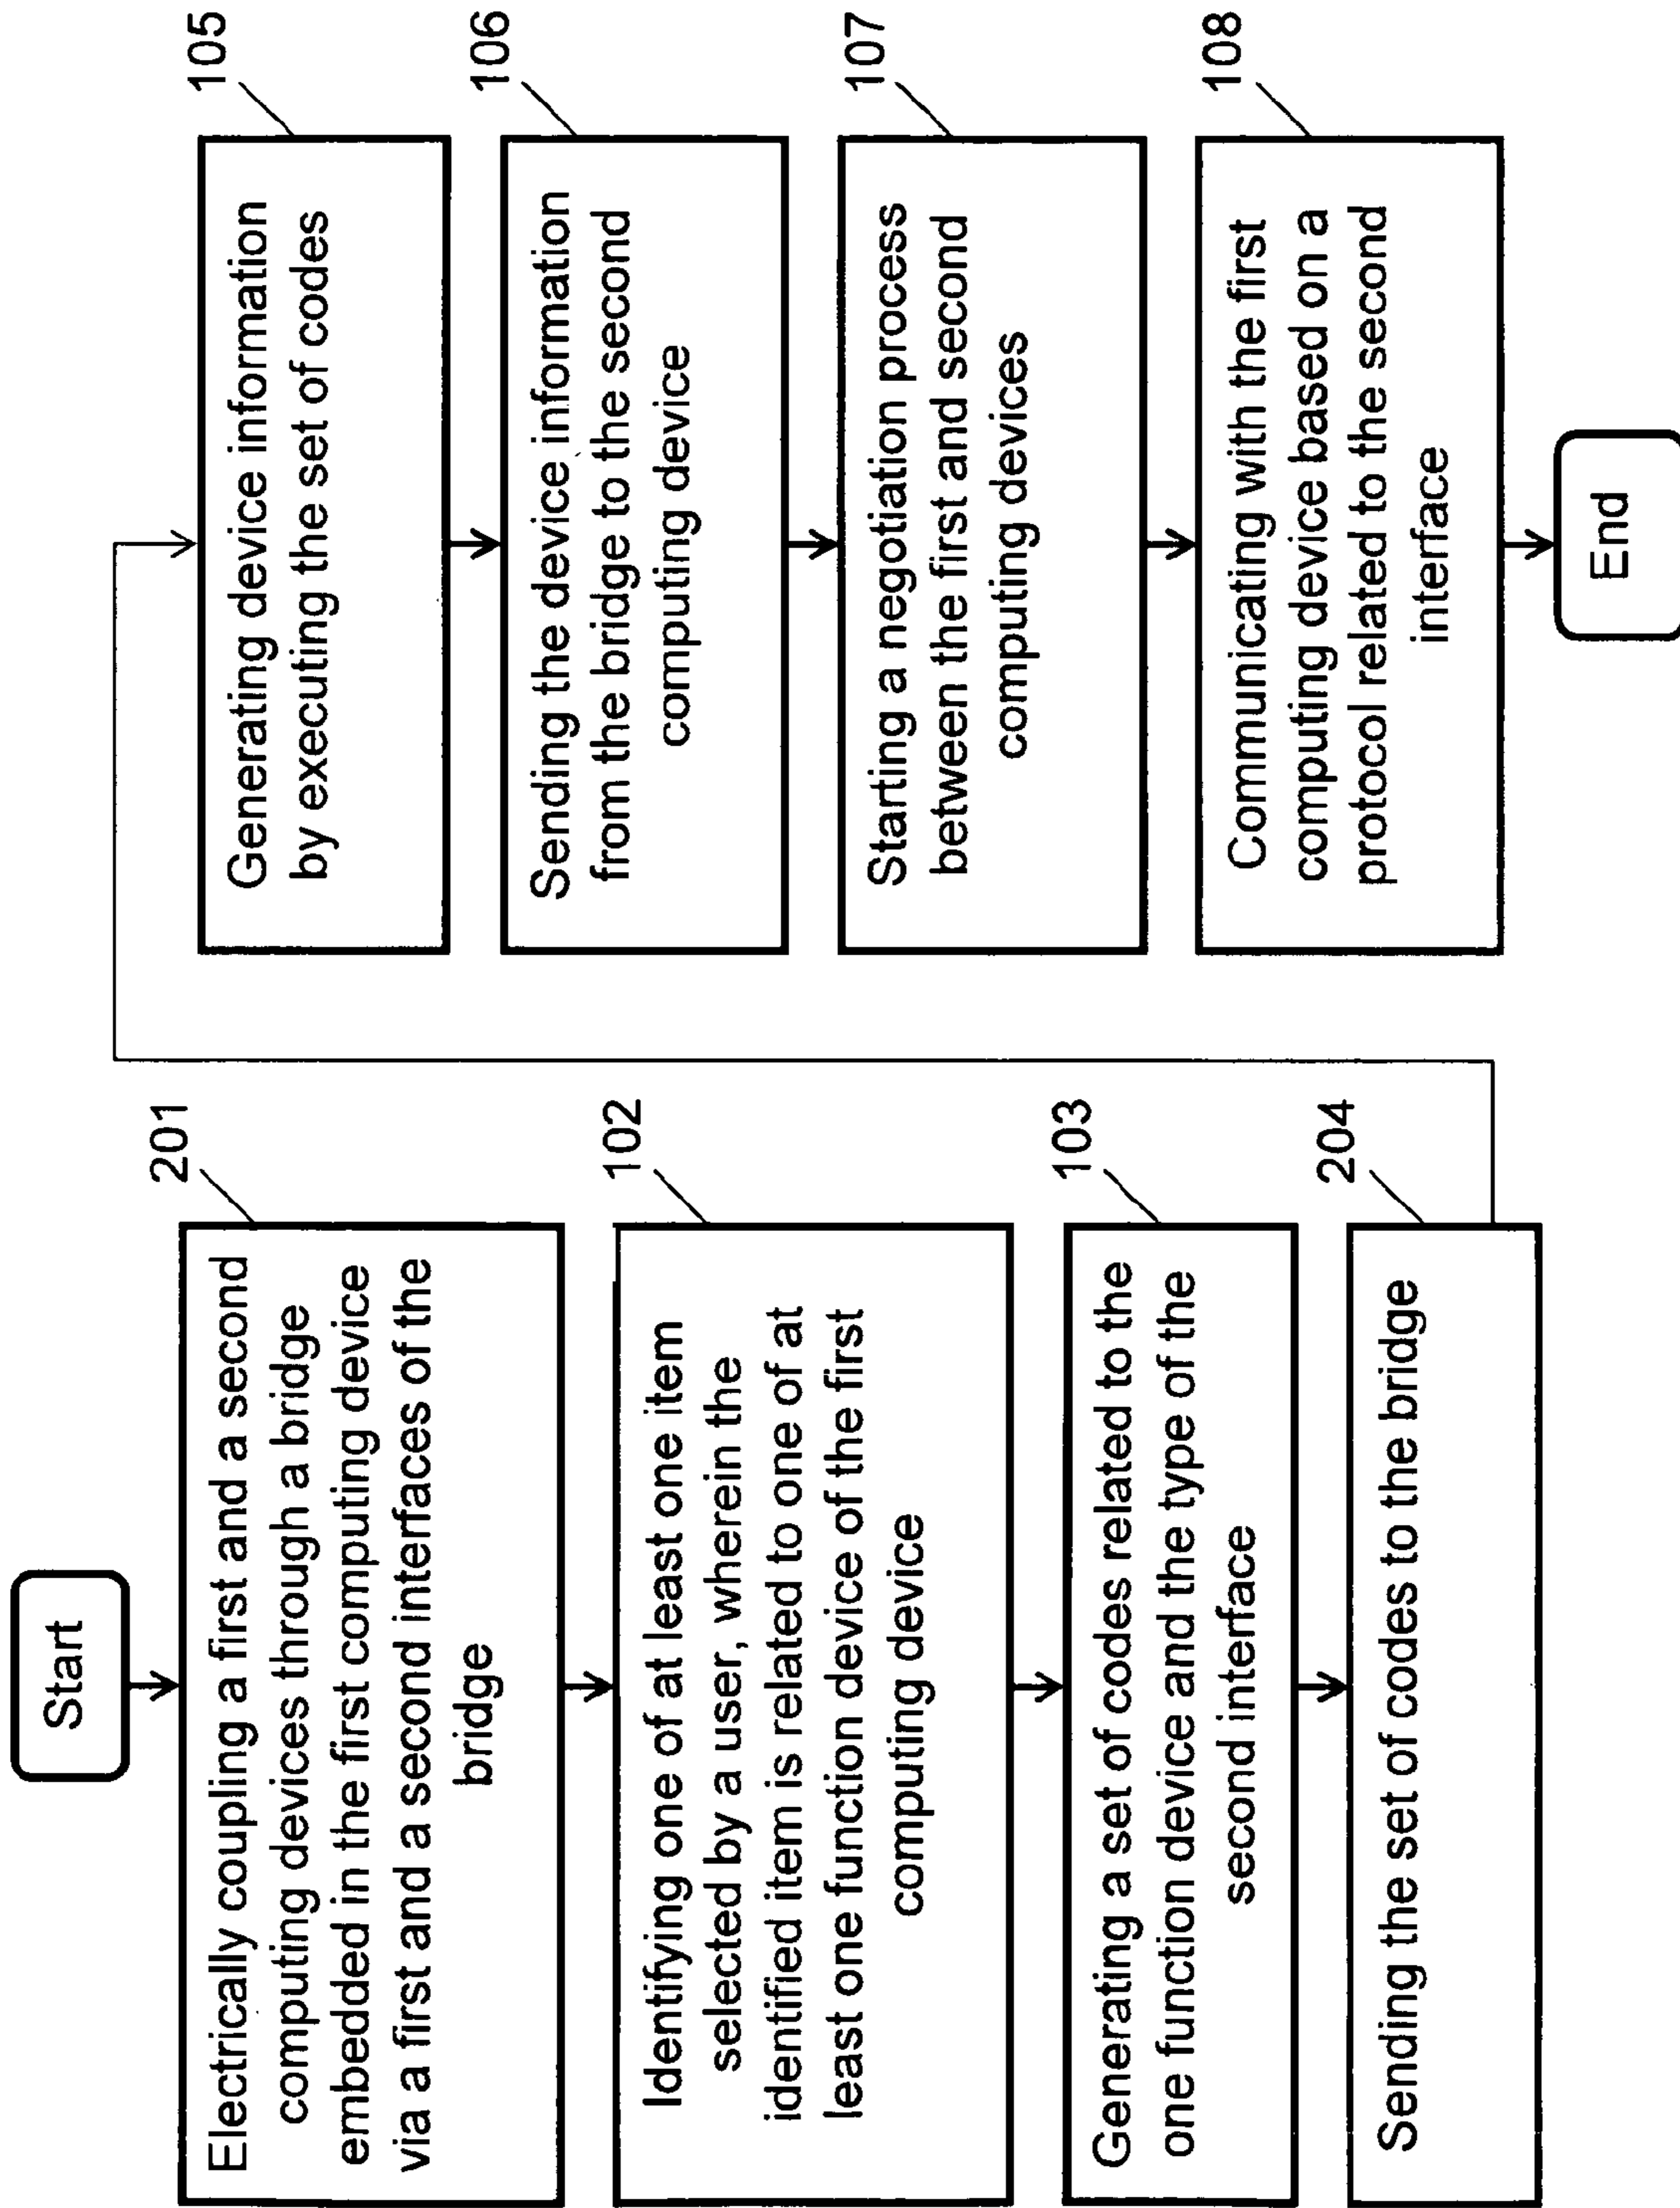 Start
201
Electrically coupling a first and a second
computing devices through a bridge
embedded in the first computing device
via a first and a second interfaces of the
bridge
102
Identifying one of at least one item
selected by a user, wherein the
identified item is related to one of at
least one function device of the first
computing device
103
Generating a set of codes related to the
one function device and the type of the
second interface
204
Sending the set of codes to the bridge
105
Generating device information
by executing the set of codes
106
Sending the device information
from the bridge to the second
computing device
107
Starting a negotiation process
between the first and second
computing devices
108
Communicating with the first
computing device based on a
protocol related to the second
interface
End